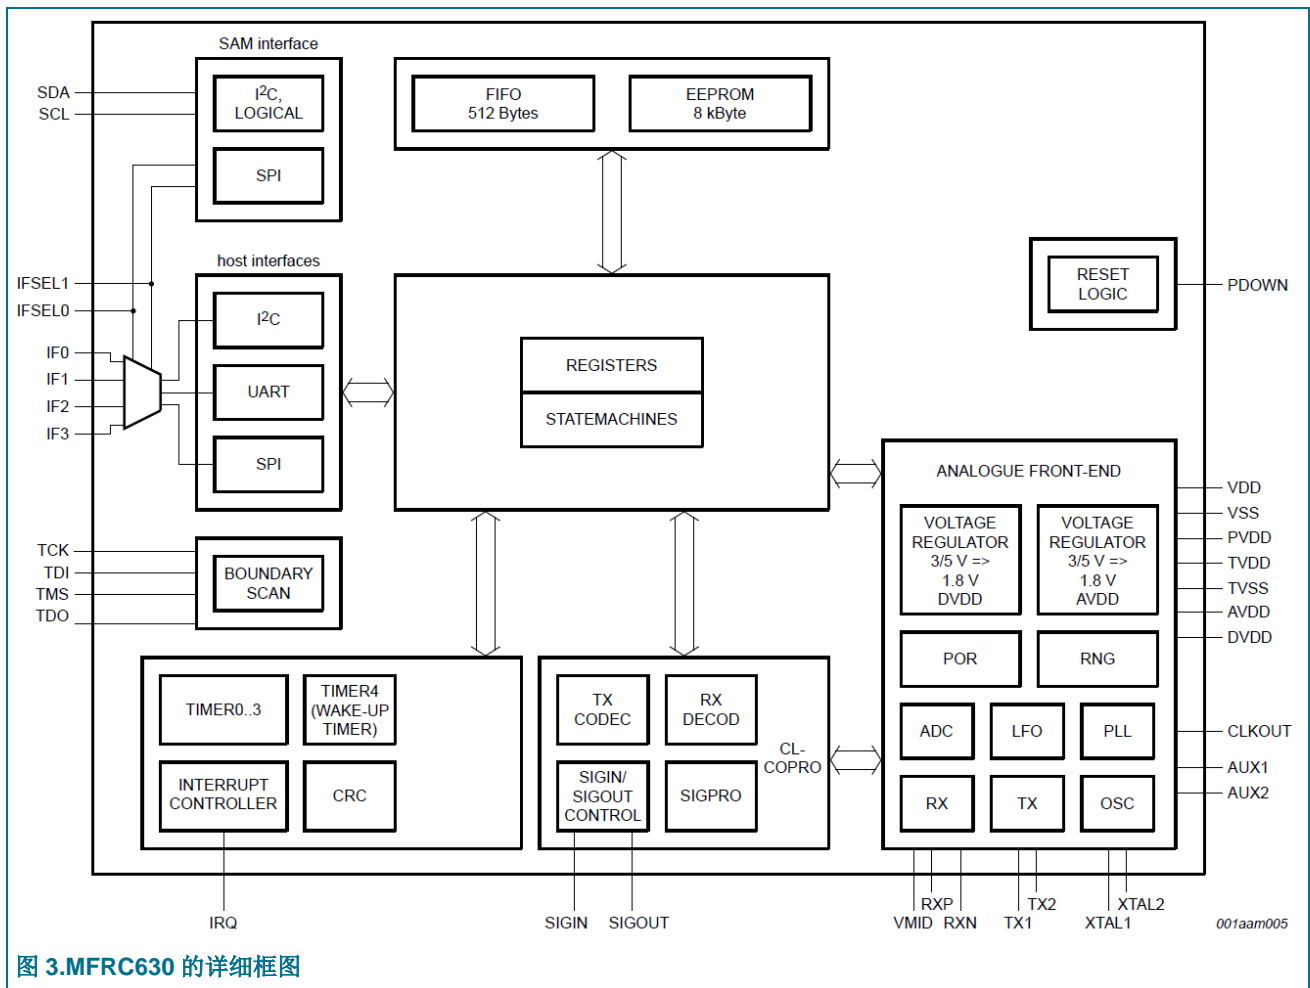 SAM interface
SDA
SCL
I2C,
LOGICAL
SPI
FIFO
512 Bytes
EEPROM
8 kByte
host interfaces
IFSEL1
IFSEL0
IF0
IF1
IF2
IF3
I2C
UART
SPI
REGISTERS
STATEMACHINES
RESET
LOGIC
PDOWN
TCK
TDI
TMS
TDO
BOUNDARY
SCAN
ANALOGUE FRONT-END
VOLTAGE
REGULATOR
3/5 V =>
1.8 V
DVDD
VOLTAGE
REGULATOR
3/5 V =>
1.8 V
AVDD
POR
RNG
ADC
LFO
PLL
RX
TX
OSC
VDD
VSS
PVDD
TVDD
TVSS
AVDD
DVDD
CLKOUT
AUX1
AUX2
TIMER0..3
TIMER4
(WAKE-UP
TIMER)
INTERRUPT
CONTROLLER
CRC
TX
CODEC
RX
DECOD
SIGIN/
SIGOUT
CONTROL
SIGPRO
CL-
COPRO
IRQ
SIGIN
SIGOUT
VMID
RXP
RXN
TX1
TX2
XTAL1
XTAL2
001aam005
图 3.MFRC630 的详细框图